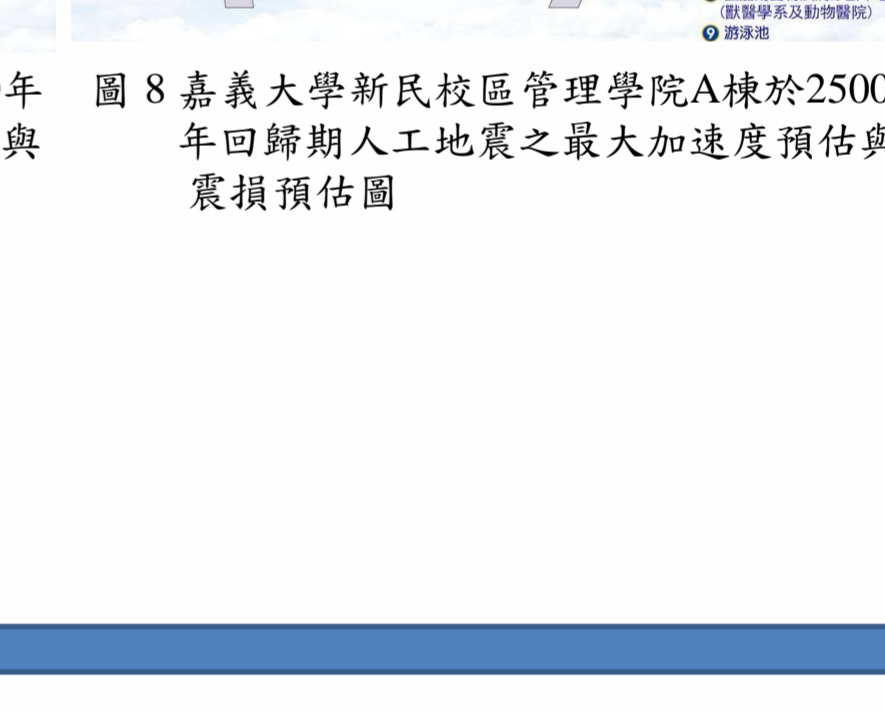 (獸醫學系及動物醫院)
9 游泳池
年
與
圖 8 嘉義大學新民校區管理學院A棟於2500
年回歸期人工地震之最大加速度預估與
震損預估圖